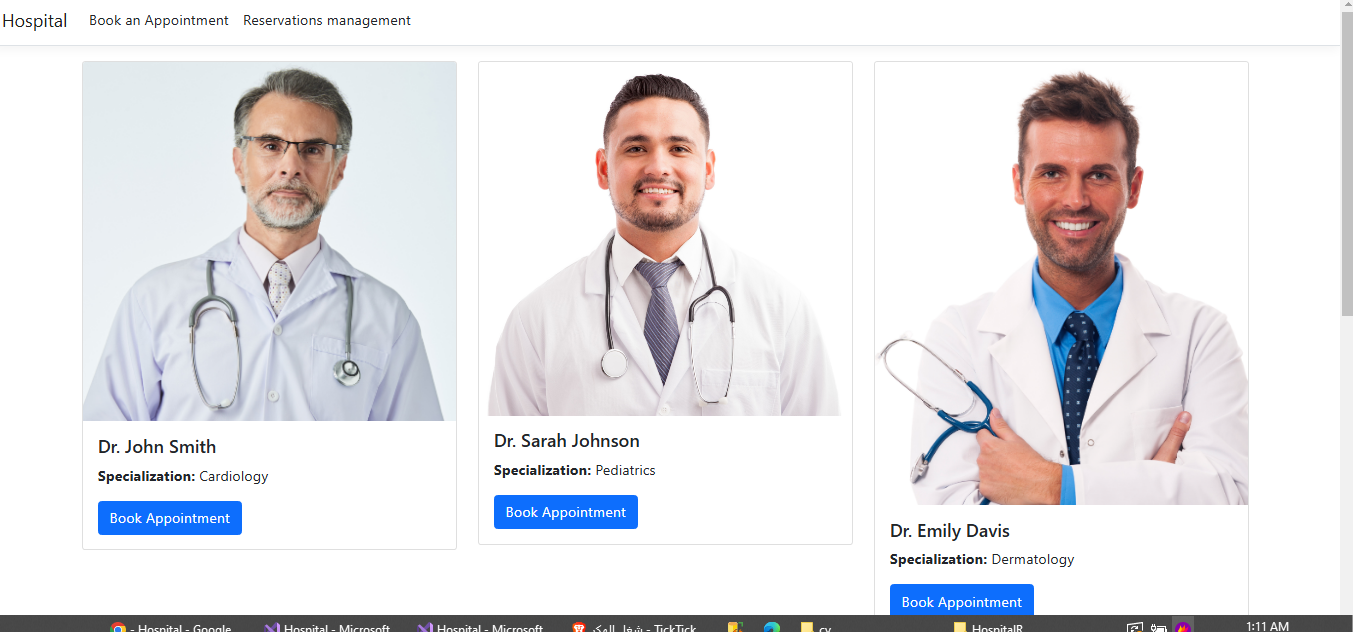 Hospital Book an Appointment Reservations management
Dr. John Smith
Specialization: Cardiology
Book Appointment
Dr. Sarah Johnson
Specialization: Pediatrics
Book Appointment
Dr. Emily Davis
Specialization: Dermatology
Book Appointment
- Hospital - Google
Hospital - Microsoft
Hospital - Microsoft
شغل المك - TickTick
cv
HospitalR
1:11 AM